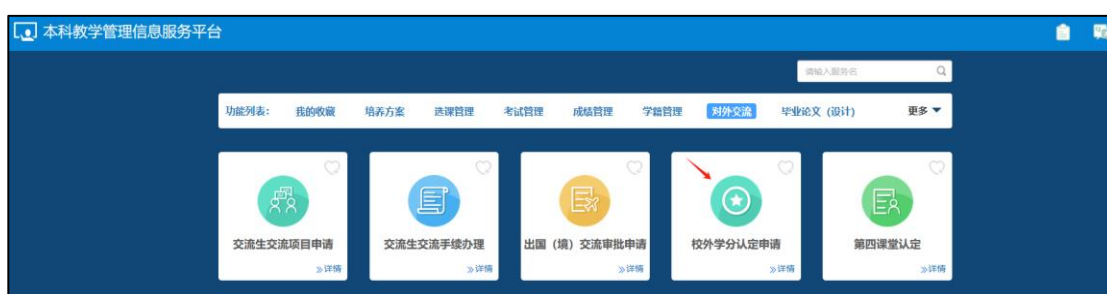 本科教学管理信息服务平台
请输入服务名
功能列表: 我的收藏 培养方案 选课管理 考试管理 成绩管理 学籍管理 对外交流 毕业论文（设计） 更多
交流生交流项目申请 交流生交流手续办理 出国（境）交流审批申请 校外学分认定申请 第四课堂认定
»详情 »详情 »详情 »详情 »详情